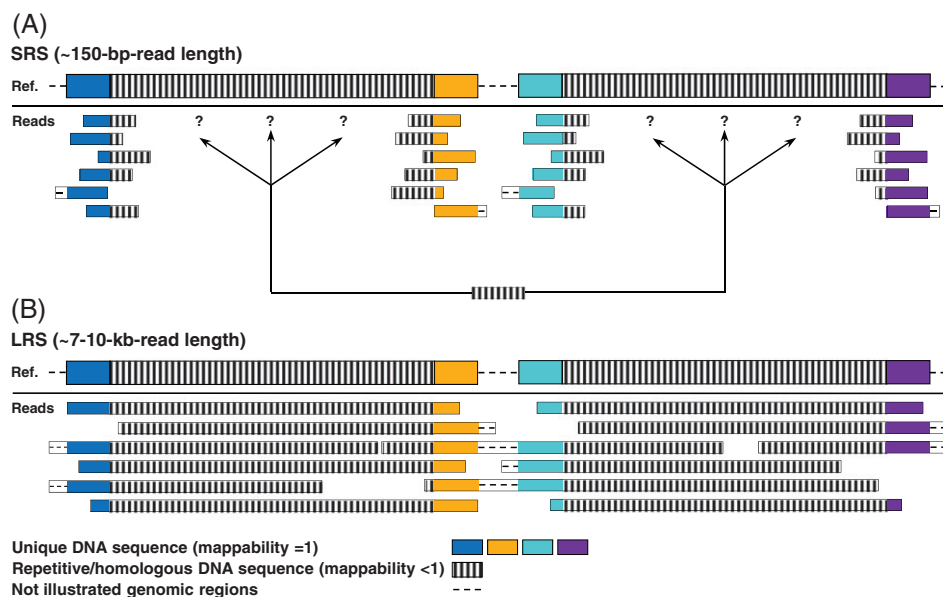 (A)
SRS (~150-bp-read length)
Ref.
Reads
? ? ? ? ? ?
(B)
LRS (~7-10-kb-read length)
Ref.
Reads
Unique DNA sequence (mappability =1)
Repetitive/homologous DNA sequence (mappability <1)
Not illustrated genomic regions